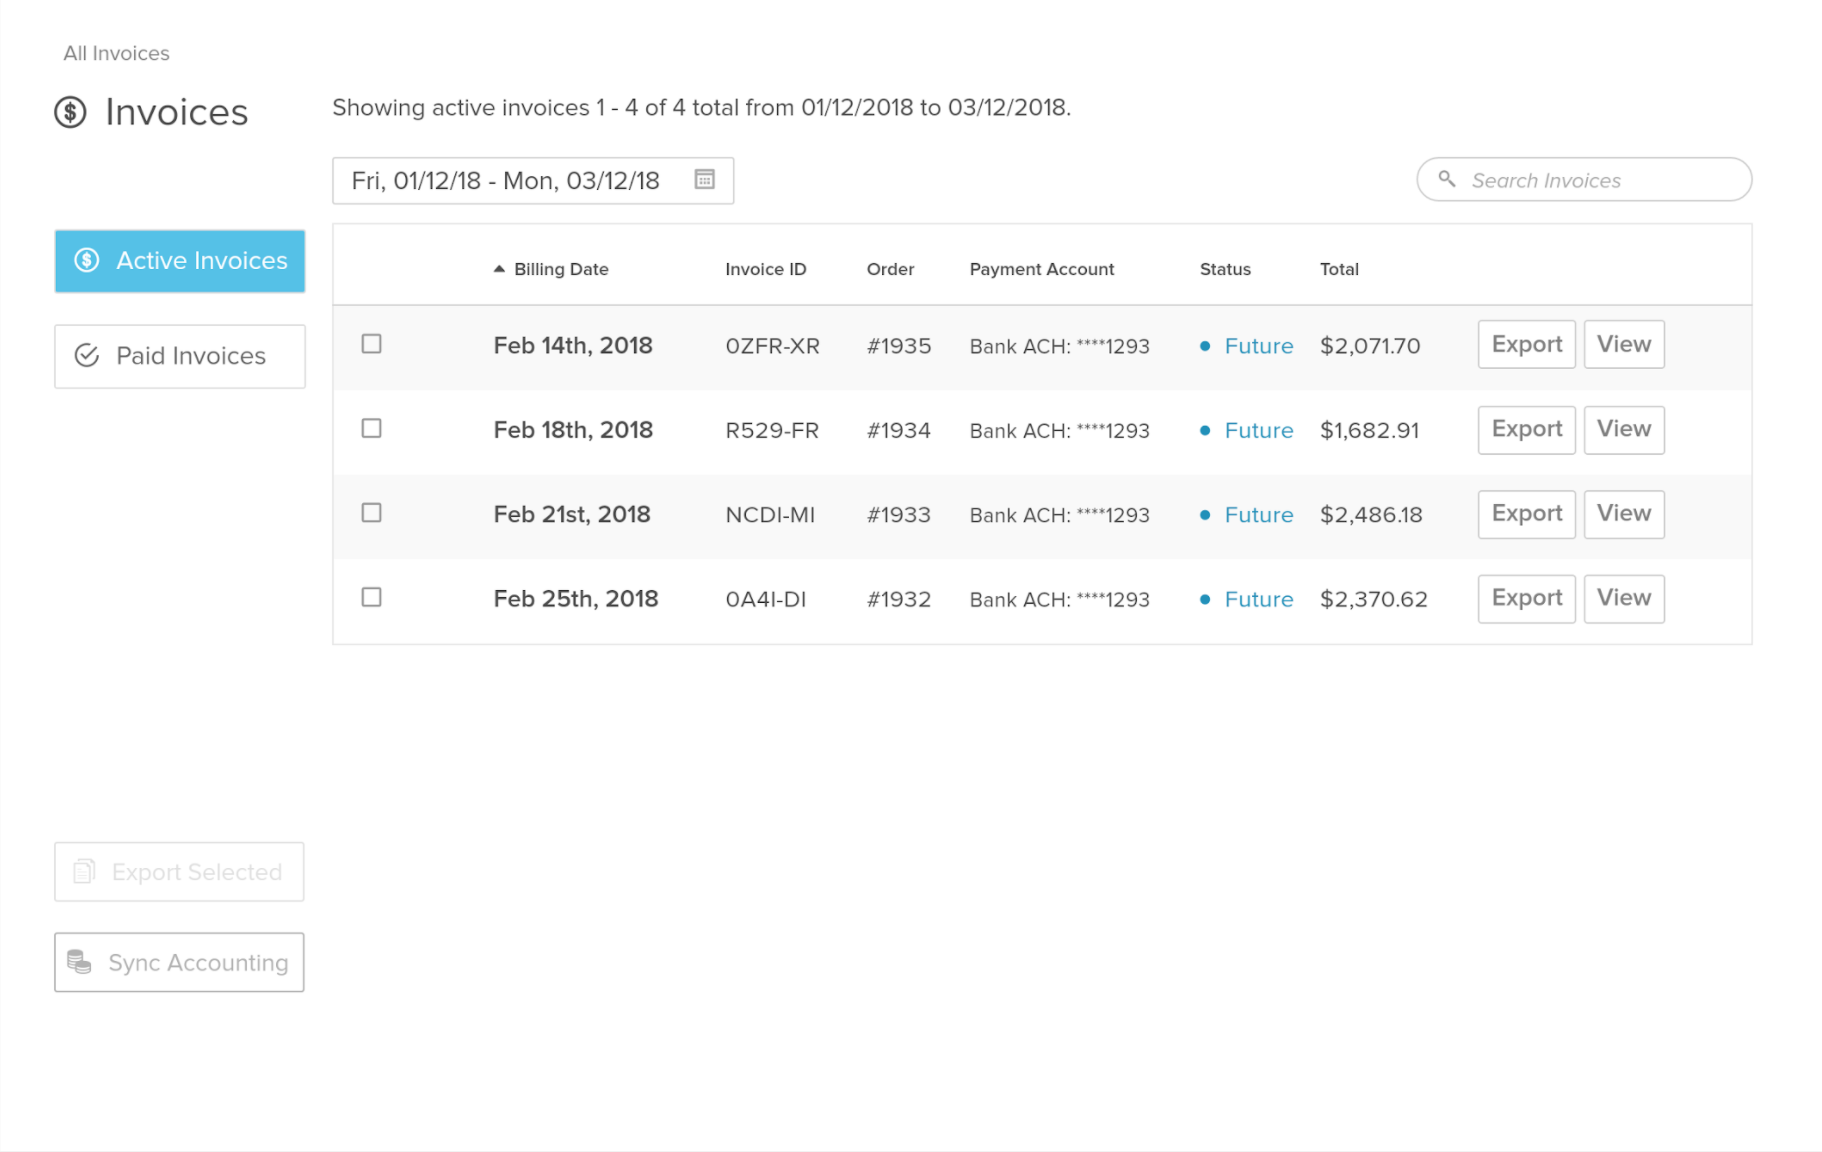 All Invoices
Invoices
Showing active invoices 1 - 4 of 4 total from 01/12/2018 to 03/12/2018.
Fri, 01/12/18 - Mon, 03/12/18
Search Invoices
Active Invoices
Paid Invoices
Billing Date Invoice ID Order Payment Account Status Total
Feb 14th, 2018 0ZFR-XR #1935 Bank ACH: ****1293 Future $2,071.70 Export View
Feb 18th, 2018 R529-FR #1934 Bank ACH: ****1293 Future $1,682.91 Export View
Feb 21st, 2018 NCDI-MI #1933 Bank ACH: ****1293 Future $2,486.18 Export View
Feb 25th, 2018 0A4I-DI #1932 Bank ACH: ****1293 Future $2,370.62 Export View
Export Selected
Sync Accounting